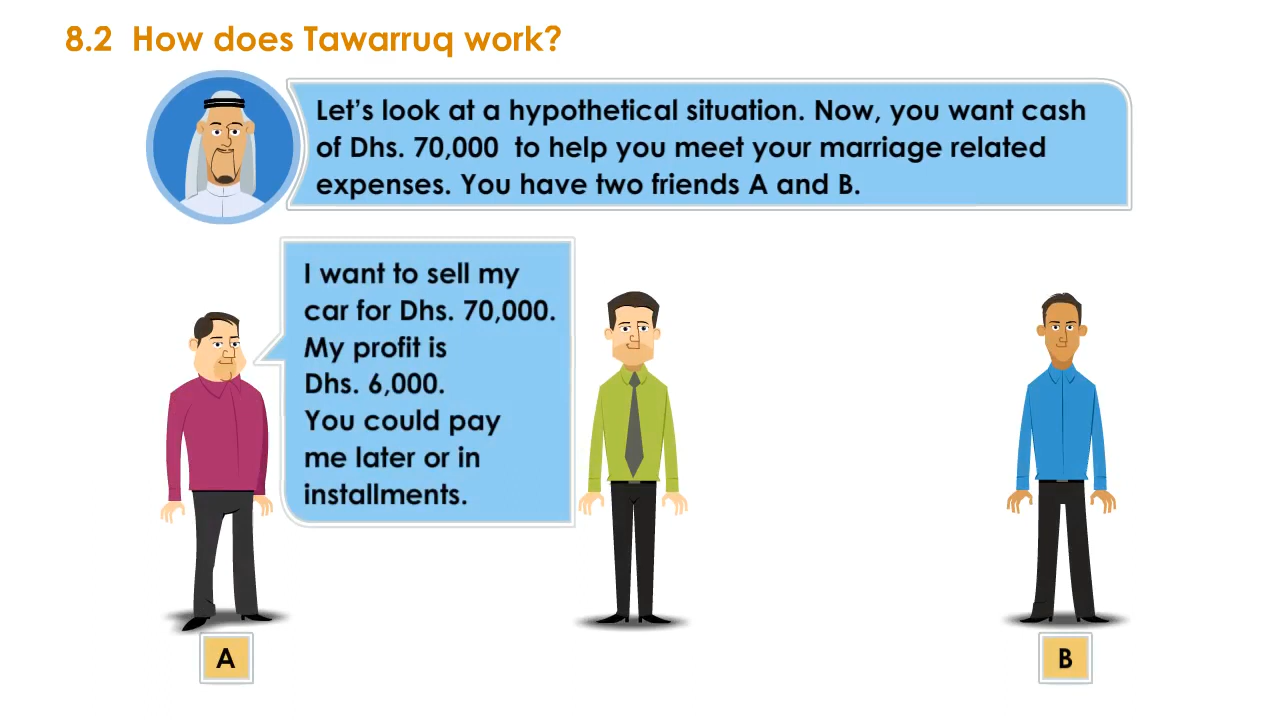 8.2 How does Tawarruq work?
Let's look at a hypothetical situation. Now, you want cash
of Dhs. 70,000 to help you meet your marriage related
expenses. You have two friends A and B.
I want to sell my
car for Dhs. 70,000.
My profit is
Dhs. 6,000.
You could pay
me later or in
installments.
A
B